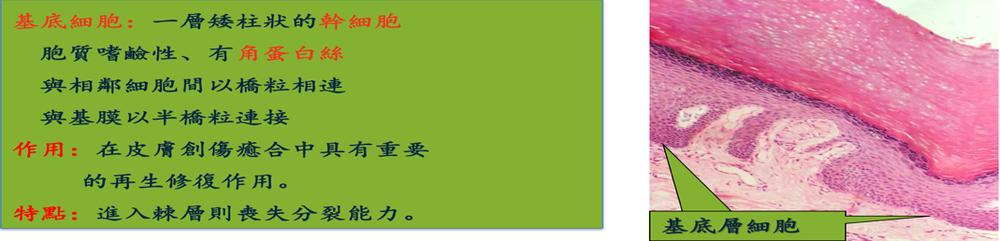 基底細胞：一層矮柱狀的幹細胞
胞質嗜鹼性、有角蛋白絲
與相鄰細胞間以橋粒相連
與基膜以半橋粒連接
作用：在皮膚創傷癒合中具有重要
的再生修復作用。
特點：進入棘層則喪失分裂能力。
基底層細胞